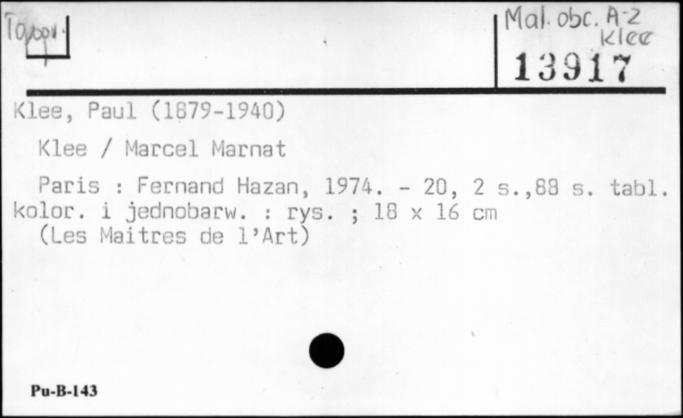 Mal. obc. A-Z
Klee
13917
Klee, Paul (1879-1940)
Klee / Marcel Marnat
Paris : Fernand Hazan, 1974. - 20, 2 s.,88 s. tabl.
kolor. i jednobarw. : rys. ; 18 x 16 cm
(Les Maitres de l'Art)
Pu-B-143